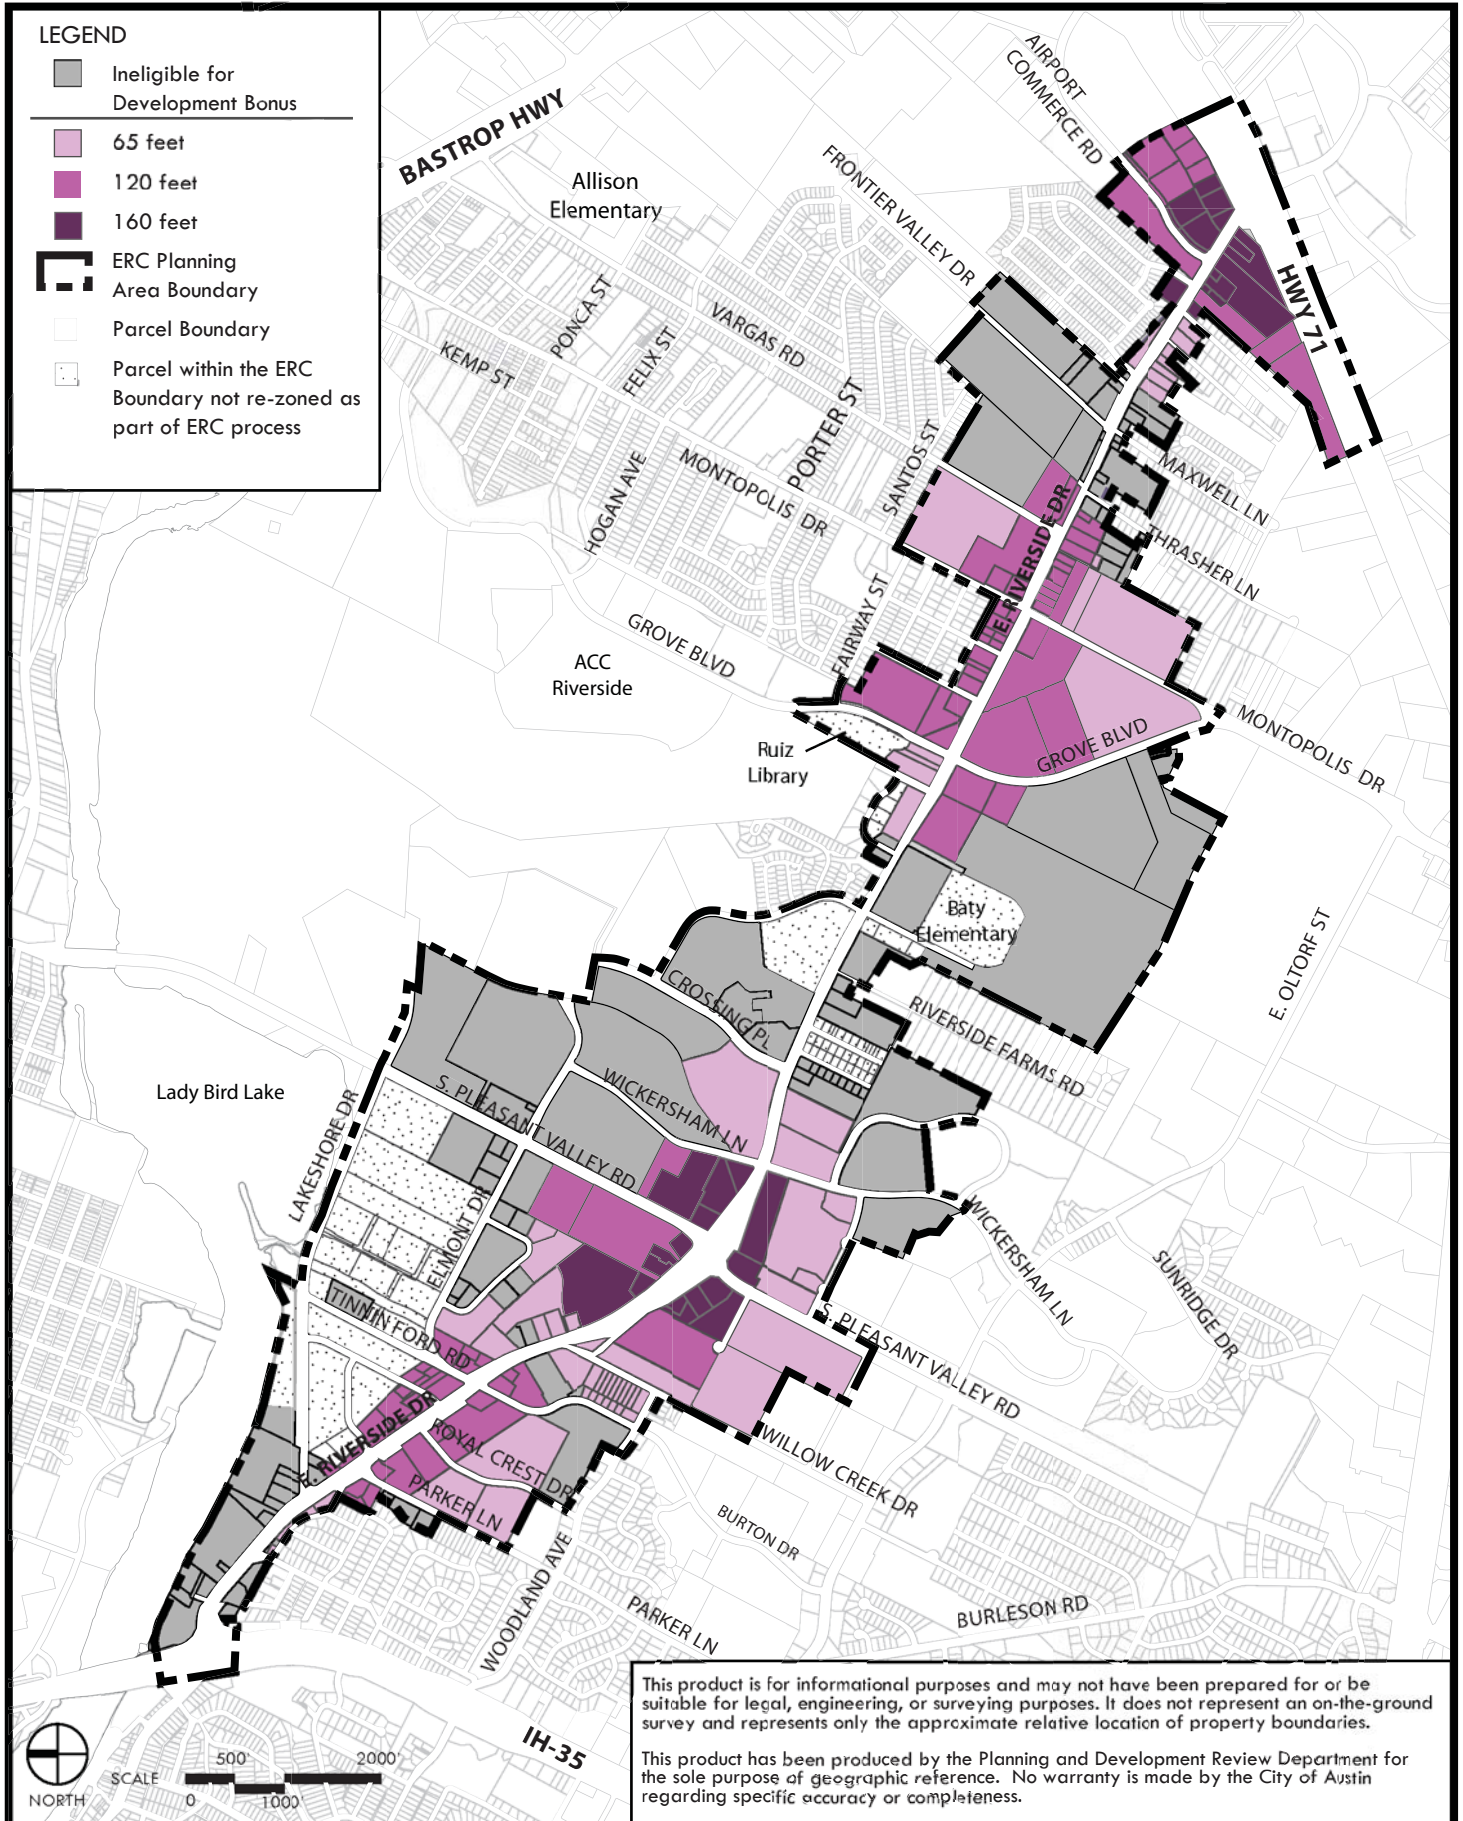 LEGEND
Ineligible for
Development Bonus
65 feet
120 feet
160 feet
ERC Planning
Area Boundary
Parcel Boundary
Parcel within the ERC
Boundary not re-zoned as
part of ERC process
BASTROP HWY
Allison
Elementary
AIRPORT
COMMERCE RD
FRONTIER VALLEY DR
HWY 71
PONCA ST
VARGAS RD
KEMP ST
FELIX ST
PORTER ST
SANTOS ST
MONTOPOLIS DR
HOGAN AVE
MAXWELL LN
THRASHER LN
E. RIVERSIDE DR
FAIRWAY ST
GROVE BLVD
ACC
Riverside
Ruiz
Library
GROVE BLVD
MONTOPOLIS DR
Baty
Elementary
E. OLTORF ST
RIVERSIDE FARMS RD
CROSSING PL
Lady Bird Lake
LAKESHORE DR
S. PLEASANT VALLEY RD
WICKERSHAM LN
ELMONT DR
WICKERSHAM LN
SUNRIDGE DR
TINNIN FORD RD
S. PLEASANT VALLEY RD
E. RIVERSIDE DR
ROYAL CREST DR
PARKER LN
WILLOW CREEK DR
BURTON DR
WOODLAND AVE
PARKER LN
BURLESON RD
IH-35
NORTH
SCALE
500
2000
0
1000
This product is for informational purposes and may not have been prepared for or be
suitable for legal, engineering, or surveying purposes. It does not represent an on-the-ground
survey and represents only the approximate relative location of property boundaries.
This product has been produced by the Planning and Development Review Department for
the sole purpose of geographic reference. No warranty is made by the City of Austin
regarding specific accuracy or completeness.